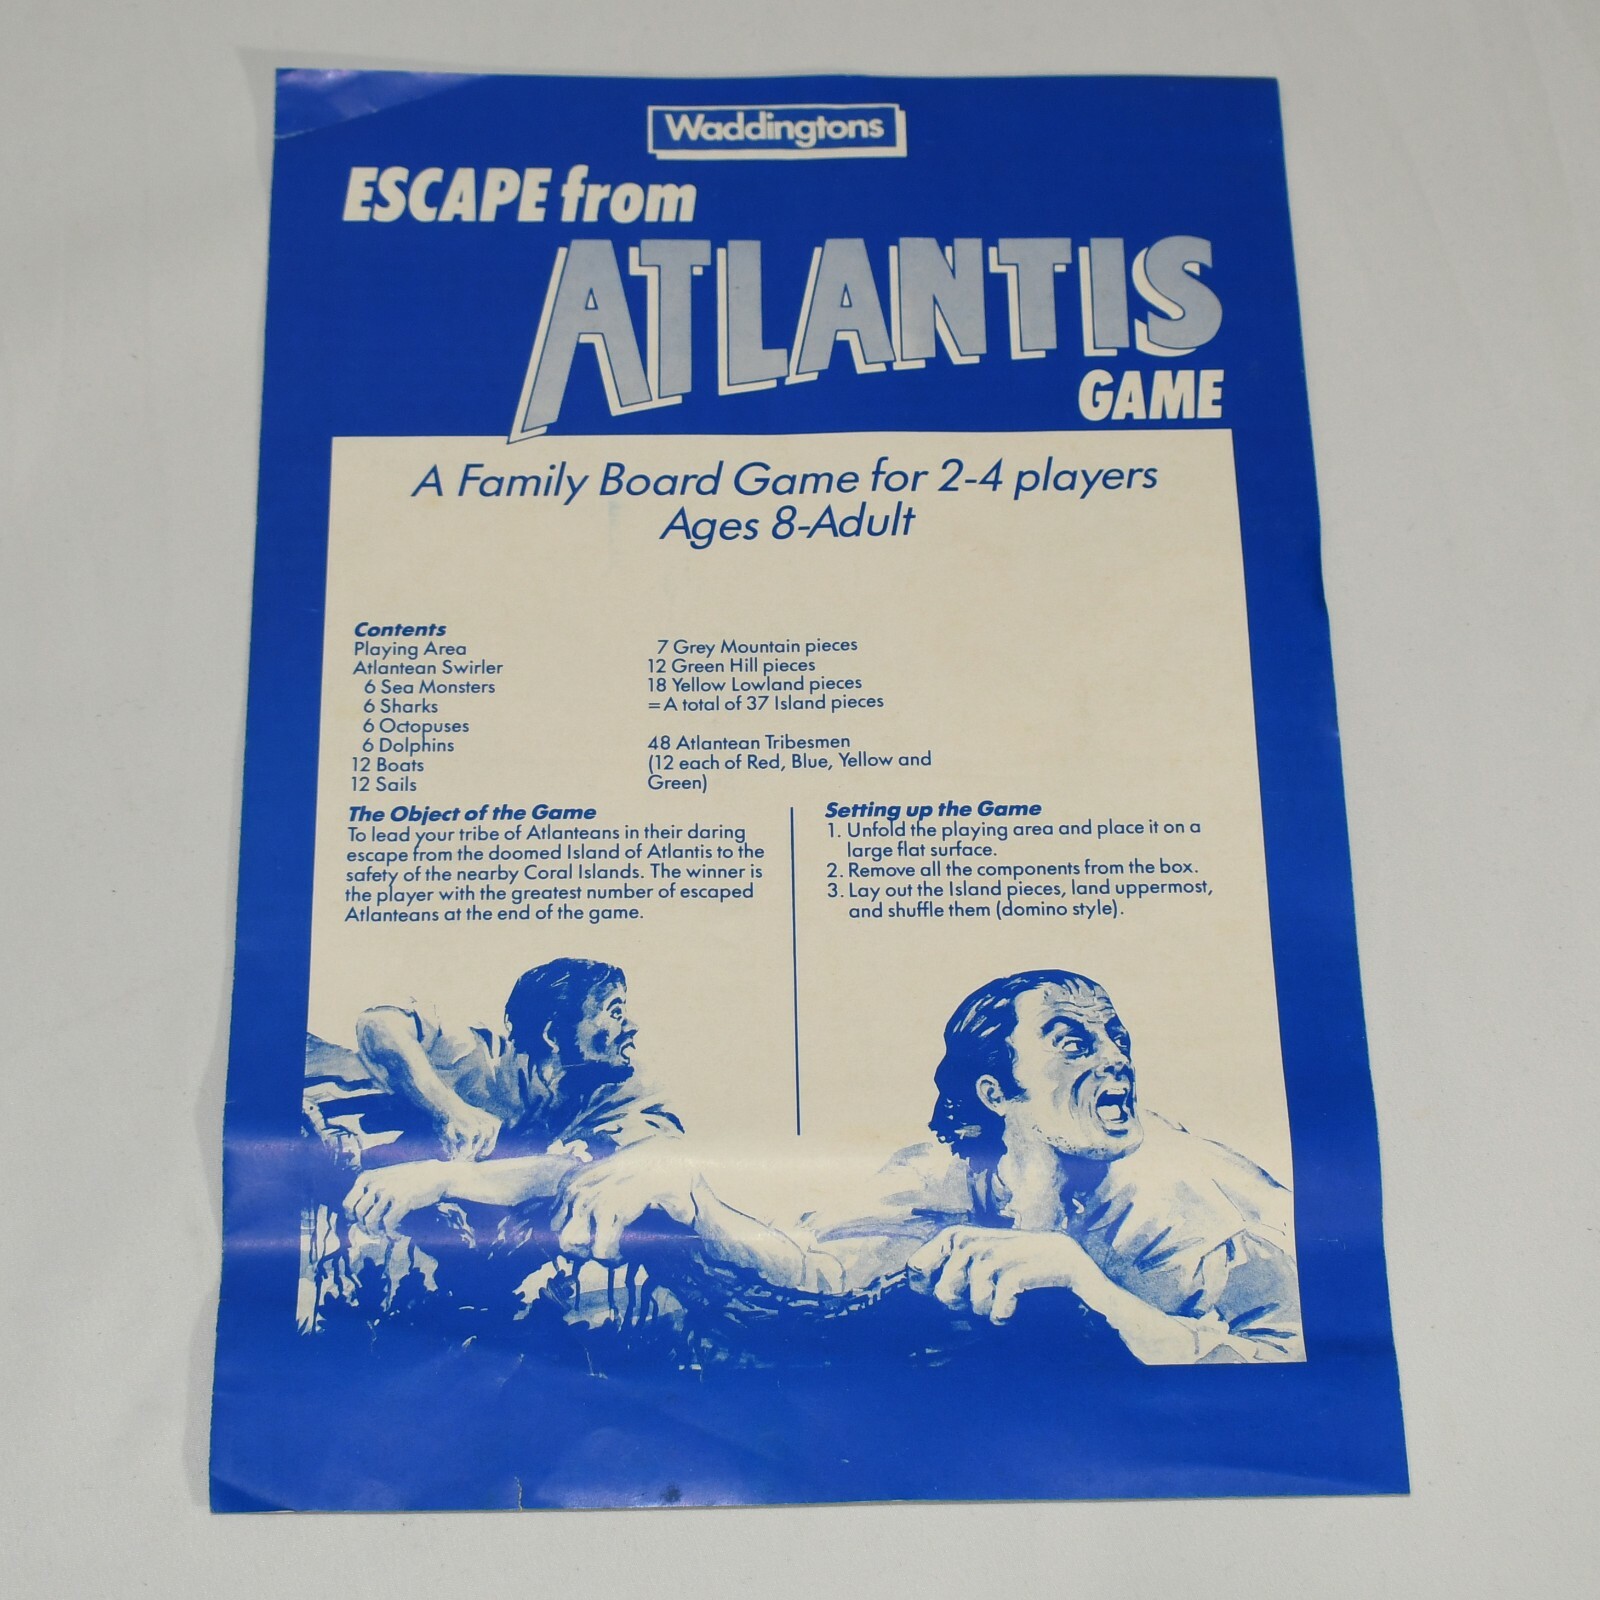 Waddingtons
ESCAPE from
ATLANTIS
GAME
A Family Board Game for 2-4 players
Ages 8-Adult
Contents
Playing Area
Atlantean Swirler
6 Sea Monsters
6 Sharks
6 Octopuses
6 Dolphins
12 Boats
12 Sails
7 Grey Mountain pieces
12 Green Hill pieces
18 Yellow Lowland pieces
= A total of 37 Island pieces
48 Atlantean Tribesmen
(12 each of Red, Blue, Yellow and
Green)
The Object of the Game
To lead your tribe of Atlanteans in their daring
escape from the doomed Island of Atlantis to the
safety of the nearby Coral Islands. The winner is
the player with the greatest number of escaped
Atlanteans at the end of the game.
Setting up the Game
1. Unfold the playing area and place it on a
large flat surface.
2. Remove all the components from the box.
3. Lay out the Island pieces, land uppermost,
and shuffle them (domino style).